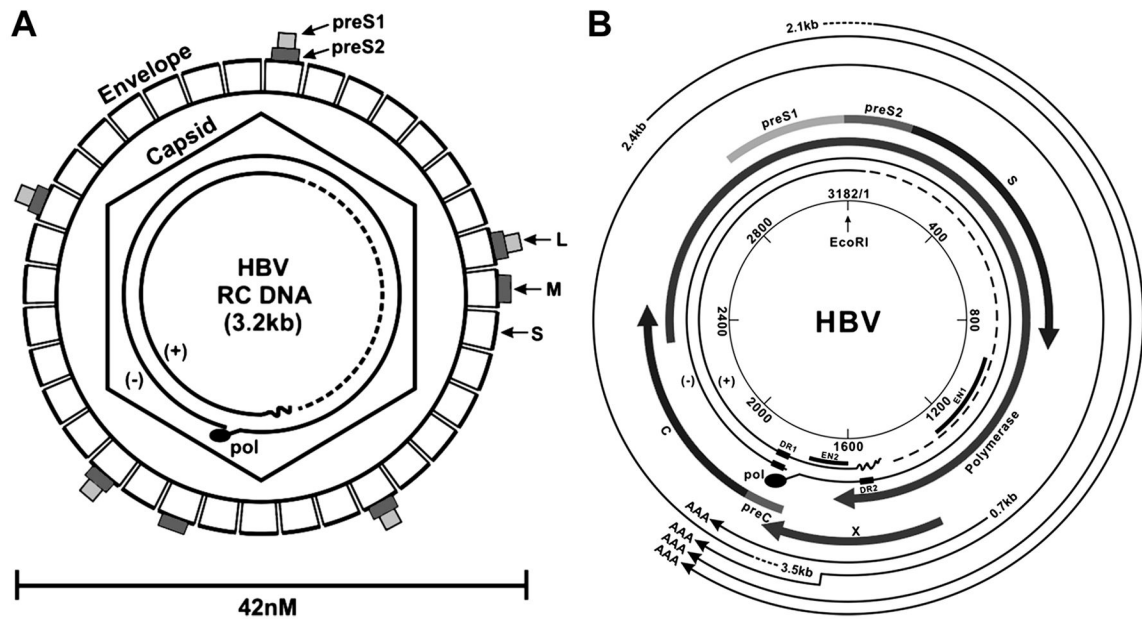 A
preS1
preS2
Envelope
Capsid
HBV
RC DNA
(3.2kb)
L
M
S
(+)
(-)
pol
42nM
B
2.1kb
2.4kb
preS1
preS2
S
3182/1
EcoRI
400
2800
800
2400
HBV
(-)
(+)
2000
1200
EN1
1600
C
DR1
EN2
pol
DR2
Polymerase
preC
X
0.7kb
AAA
AAA
AAA
AAA
3.5kb